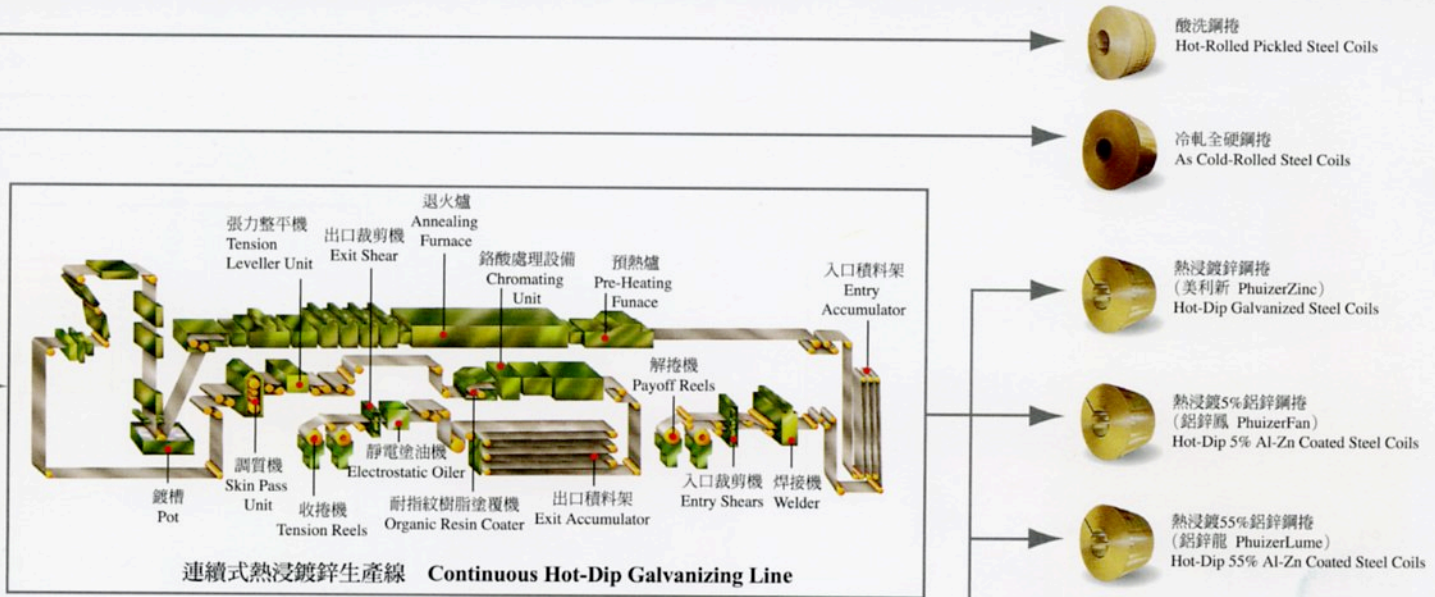 酸洗鋼捲
Hot-Rolled Pickled Steel Coils
冷軋全硬鋼捲
As Cold-Rolled Steel Coils
張力整平機
Tension
Leveller Unit
出口裁剪機
Exit Shear
退火爐
Annealing
Furnace
鉻酸處理設備
Chromating
Unit
預熱爐
Pre-Heating
Funace
入口積料架
Entry
Accumulator
解捲機
Payoff Reels
鍍槽
Pot
調質機
Skin Pass
Unit
收捲機
Tension Reels
靜電塗油機
Electrostatic Oiler
耐指紋樹脂塗覆機
Organic Resin Coater
出口積料架
Exit Accumulator
入口裁剪機
Entry Shears
焊接機
Welder
連續式熱浸鍍鋅生產線 Continuous Hot-Dip Galvanizing Line
熱浸鍍鋅鋼捲
(美利新 PhuizerZinc)
Hot-Dip Galvanized Steel Coils
熱浸鍍5%鋁鋅鋼捲
(鋁鋅鳳 PhuizerFan)
Hot-Dip 5% Al-Zn Coated Steel Coils
熱浸鍍55%鋁鋅鋼捲
(鋁鋅龍 PhuizerLume)
Hot-Dip 55% Al-Zn Coated Steel Coils